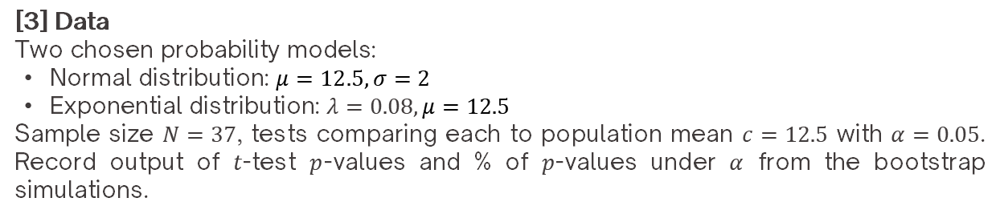 [3] Data
Two chosen probability models:
• Normal distribution: μ = 12.5, σ = 2
• Exponential distribution: λ = 0.08, μ = 12.5
Sample size N = 37, tests comparing each to population mean c = 12.5 with α = 0.05.
Record output of t-test p-values and % of p-values under α from the bootstrap
simulations.